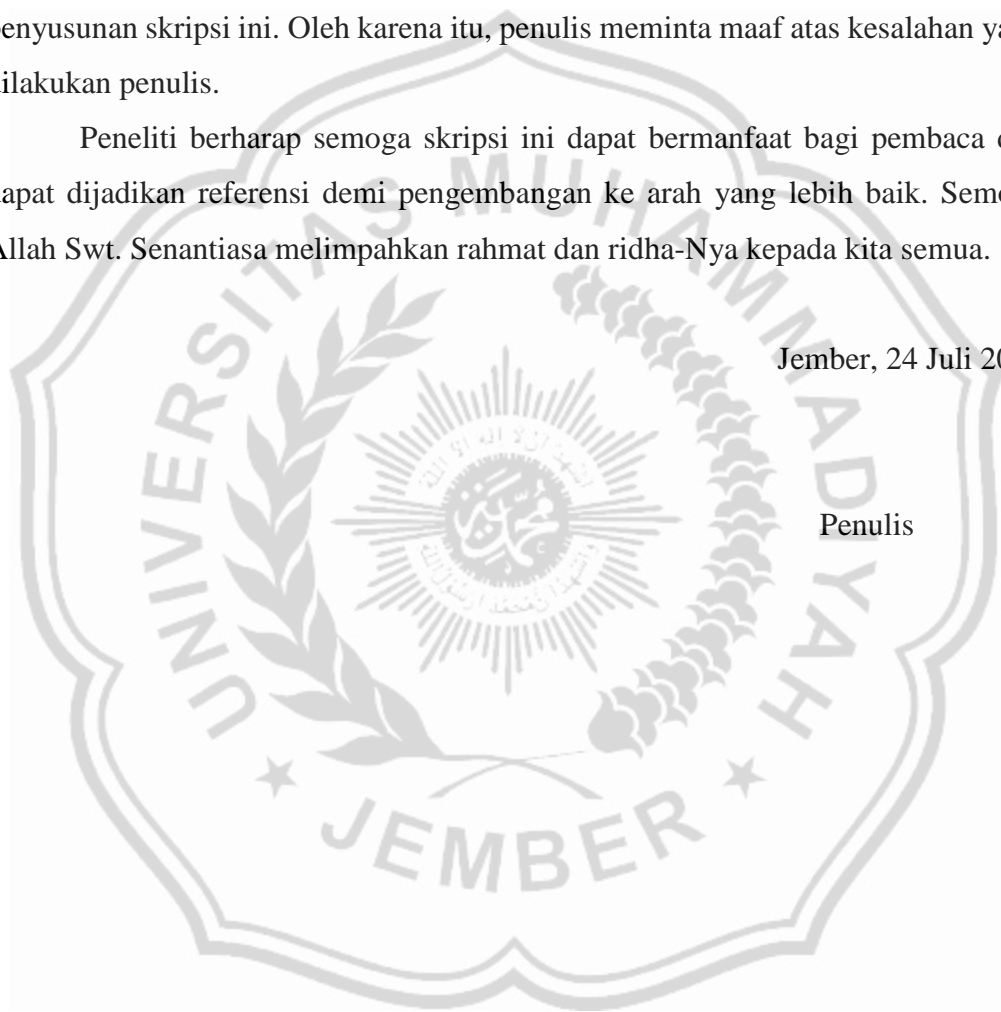 penyusunan skripsi ini. Oleh karena itu, penulis meminta maaf atas kesalahan ya
dilakukan penulis.
Peneliti berharap semoga skripsi ini dapat bermanfaat bagi pembaca d
dapat dijadikan referensi demi pengembangan ke arah yang lebih baik. Semo
Allah Swt. Senantiasa melimpahkan rahmat dan ridha-Nya kepada kita semua.
Jember, 24 Juli 20
Penulis
UNIVERSITAS MUHAMMADYAH
JEMBER